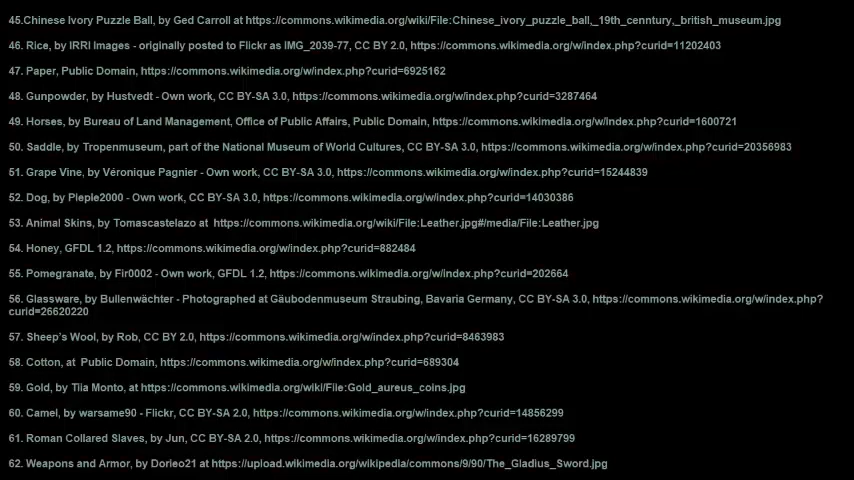 45.Chinese Ivory Puzzle Ball, by Ged Carroll at https://commons.wikimedia.org/wiki/File:Chinese_ivory_puzzle_ball,_19th_cenntury,_british_museum.jpg
46. Rice, by IRRI Images - originally posted to Flickr as IMG_2039-77, CC BY 2.0, https://commons.wikimedia.org/w/index.php?curid=11202403
47. Paper, Public Domain, https://commons.wikimedia.org/w/index.php?curid=6925162
48. Gunpowder, by Hustvedt - Own work, CC BY-SA 3.0, https://commons.wikimedia.org/w/index.php?curid=3287464
49. Horses, by Bureau of Land Management, Office of Public Affairs, Public Domain, https://commons.wikimedia.org/w/index.php?curid=1600721
50. Saddle, by Tropenmuseum, part of the National Museum of World Cultures, CC BY-SA 3.0, https://commons.wikimedia.org/w/index.php?curid=20356983
51. Grape Vine, by Véronique Pagnier - Own work, CC BY-SA 3.0, https://commons.wikimedia.org/w/index.php?curid=15244839
52. Dog, by Pleple2000 - Own work, CC BY-SA 3.0, https://commons.wikimedia.org/w/index.php?curid=14030386
53. Animal Skins, by Tomascastelazo at  https://commons.wikimedia.org/wiki/File:Leather.jpg#/media/File:Leather.jpg
54. Honey, GFDL 1.2, https://commons.wikimedia.org/w/index.php?curid=882484
55. Pomegranate, by Fir0002 - Own work, GFDL 1.2, https://commons.wikimedia.org/w/index.php?curid=202664
56. Glassware, by Bullenwächter - Photographed at Gäubodenmuseum Straubing, Bavaria Germany, CC BY-SA 3.0, https://commons.wikimedia.org/w/index.php?
curid=26620220
57. Sheep's Wool, by Rob, CC BY 2.0, https://commons.wikimedia.org/w/index.php?curid=8463983
58. Cotton, at  Public Domain, https://commons.wikimedia.org/w/index.php?curid=689304
59. Gold, by Tiia Monto, at https://commons.wikimedia.org/wiki/File:Gold_aureus_coins.jpg
60. Camel, by warsame90 - Flickr, CC BY-SA 2.0, https://commons.wikimedia.org/w/index.php?curid=14856299
61. Roman Collared Slaves, by Jun, CC BY-SA 2.0, https://commons.wikimedia.org/w/index.php?curid=16289799
62. Weapons and Armor, by Dorieo21 at https://upload.wikimedia.org/wikipedia/commons/9/90/The_Gladius_Sword.jpg